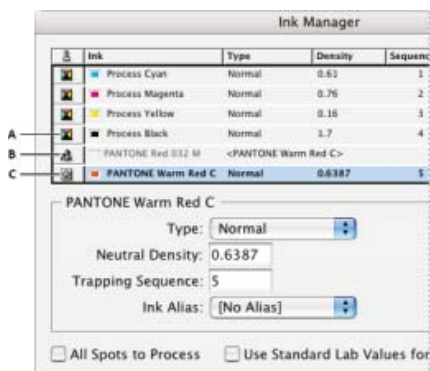 Ink Manager
Ink Type Density Sequenc
Process Cyan Normal 0.61 1
Process Magenta Normal 0.76 2
Process Yellow Normal 0.16 3
A Process Black Normal 1.7 4
B PANTONE Red 032 M <PANTONE Warm Red C>
C PANTONE Warm Red C Normal 0.6387 5
PANTONE Warm Red C
Type: Normal
Neutral Density: 0.6387
Trapping Sequence: 5
Ink Alias: [No Alias]
All Spots to Process Use Standard Lab Values for